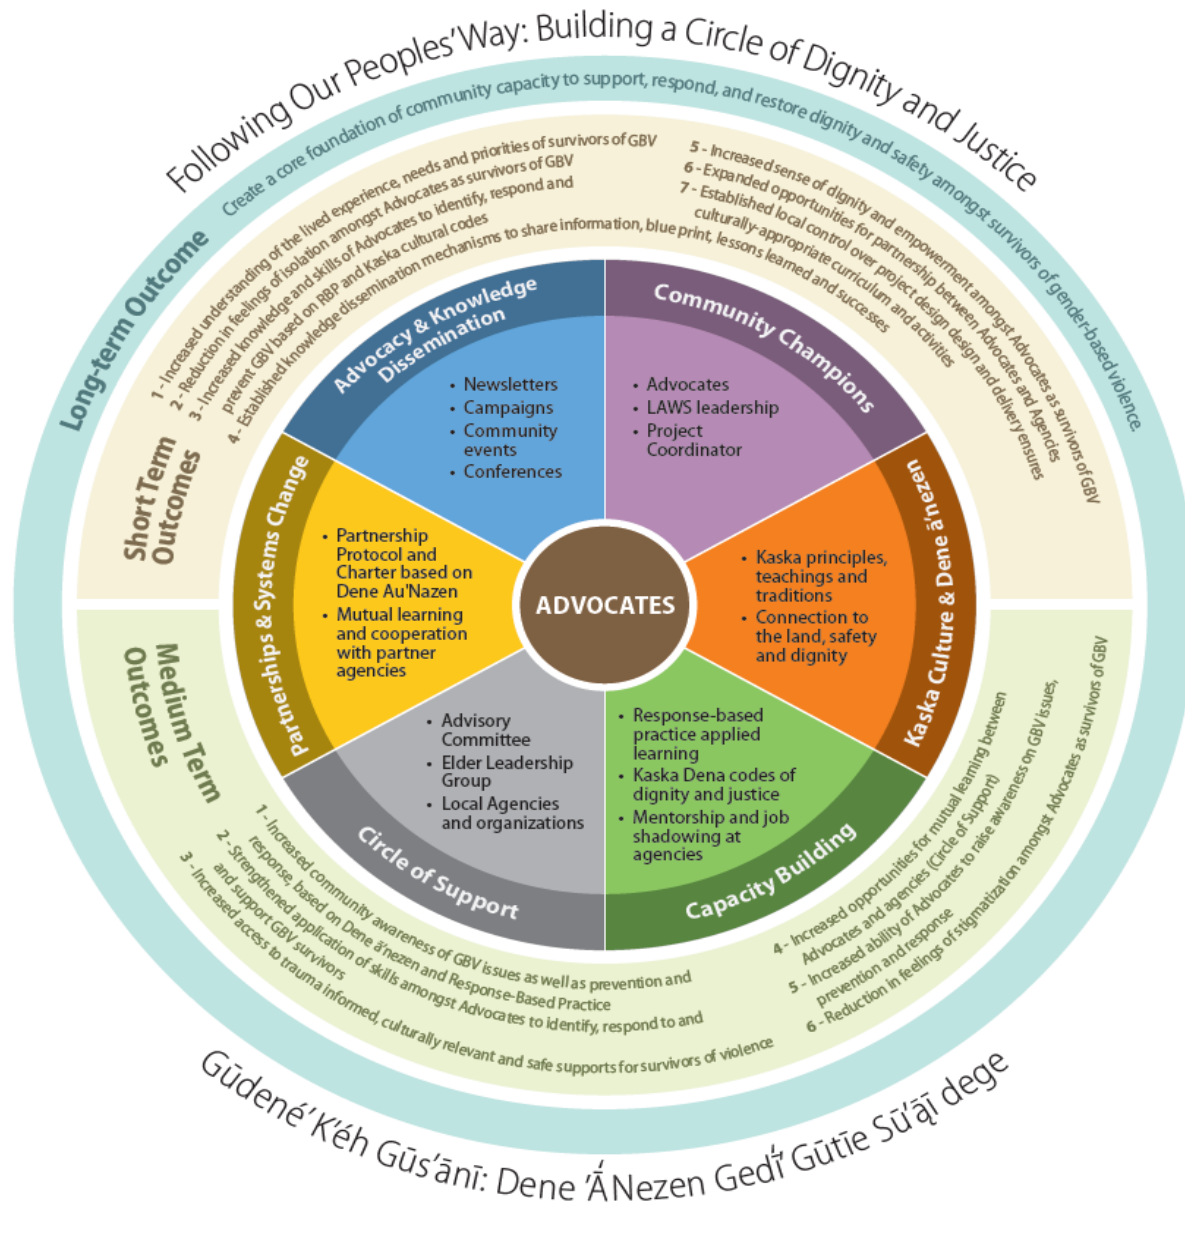 Following Our Peoples' Way: Building a Circle of Dignity and Justice
Long-term Outcome
Create a core foundation of community capacity to support, respond, and restore dignity and safety amongst survivors of gender-based violence.
Short Term
Outcomes
1 - Increased understanding of the lived experience, needs and priorities of survivors of GBV
2 - Reduction in feelings of isolation amongst Advocates as survivors of GBV
3 - Increased knowledge and skills of Advocates to identify, respond and
prevent GBV based on RBP and Kaska cultural codes
4 - Established knowledge dissemination mechanisms to share information, blue print, lessons learned and successes
5 - Increased sense of dignity and empowerment amongst Advocates as survivors of GBV
6 - Expanded opportunities for partnership between Advocates and Agencies
7 - Established local control over project design design and delivery ensures
culturally-appropriate curriculum and activities
Advocacy & Knowledge
Dissemination
• Newsletters
• Campaigns
• Community
events
• Conferences
Community Champions
• Advocates
• LAWS leadership
• Project
Coordinator
Kaska Culture & Dene ā́nezen
• Kaska principles,
teachings and
traditions
• Connection to
the land, safety
and dignity
Capacity Building
• Response-based
practice applied
learning
• Kaska Dena codes of
dignity and justice
• Mentorship and job
shadowing at
agencies
Circle of Support
• Advisory
Committee
• Elder Leadership
Group
• Local Agencies
and organizations
Partnerships & Systems Change
• Partnership
Protocol and
Charter based on
Dene Au'Nazen
• Mutual learning
and cooperation
with partner
agencies
ADVOCATES
Medium Term
Outcomes
1 - Increased community awareness of GBV issues as well as prevention and
response, based on Dene ā́'nezen and Response-Based Practice
2 - Strengthened application of skills amongst Advocates to identify, respond to and
and support GBV survivors
3 - Increased access to trauma informed, culturally relevant and safe supports for survivors of violence
4 - Increased opportunities for mutual learning between
Advocates and agencies (Circle of Support)
5 - Increased ability of Advocates to raise awareness on GBV issues,
prevention and response
6 - Reduction in feelings of stigmatization amongst Advocates as survivors of GBV
Gūdené' K'éh Gūs'ānī: Dene 'Ā́ Nezen Gedī́' Gūtīe Sū'ą̄̄ī dege